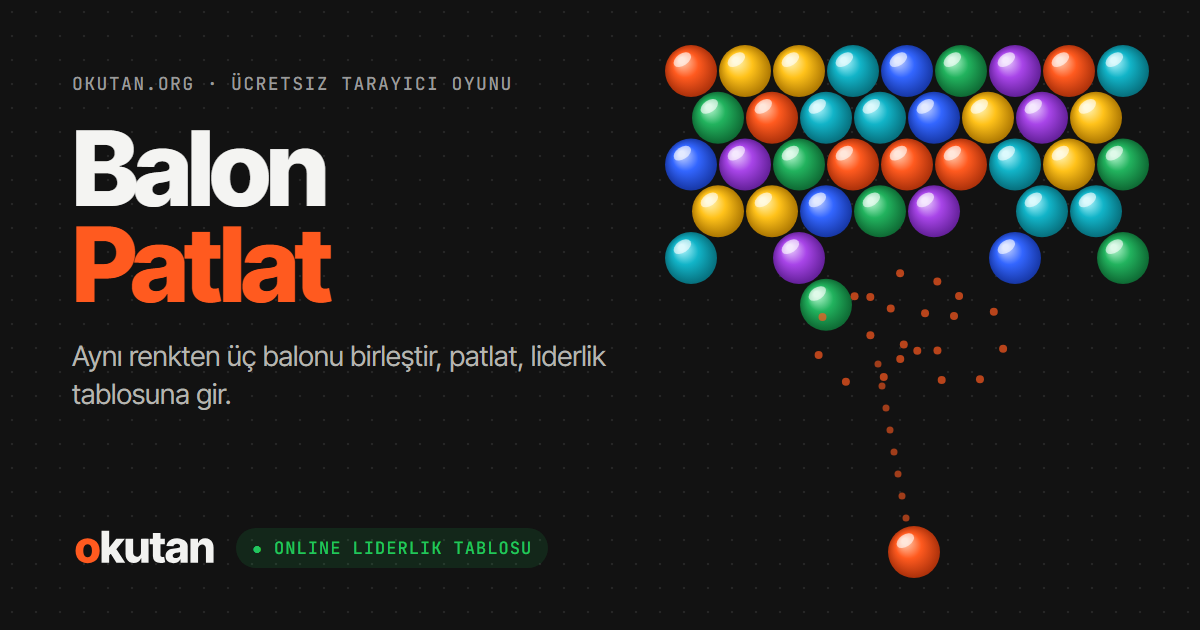 OKUTAN.ORG · ÜCRETSIZ TARAYICI OYUNU
Balon
Patlat
Aynı renkten üç balonu birleştir, patlat, liderlik
tablosuna gir.
okutan
● ONLINE LIDERLIK TABLOSU